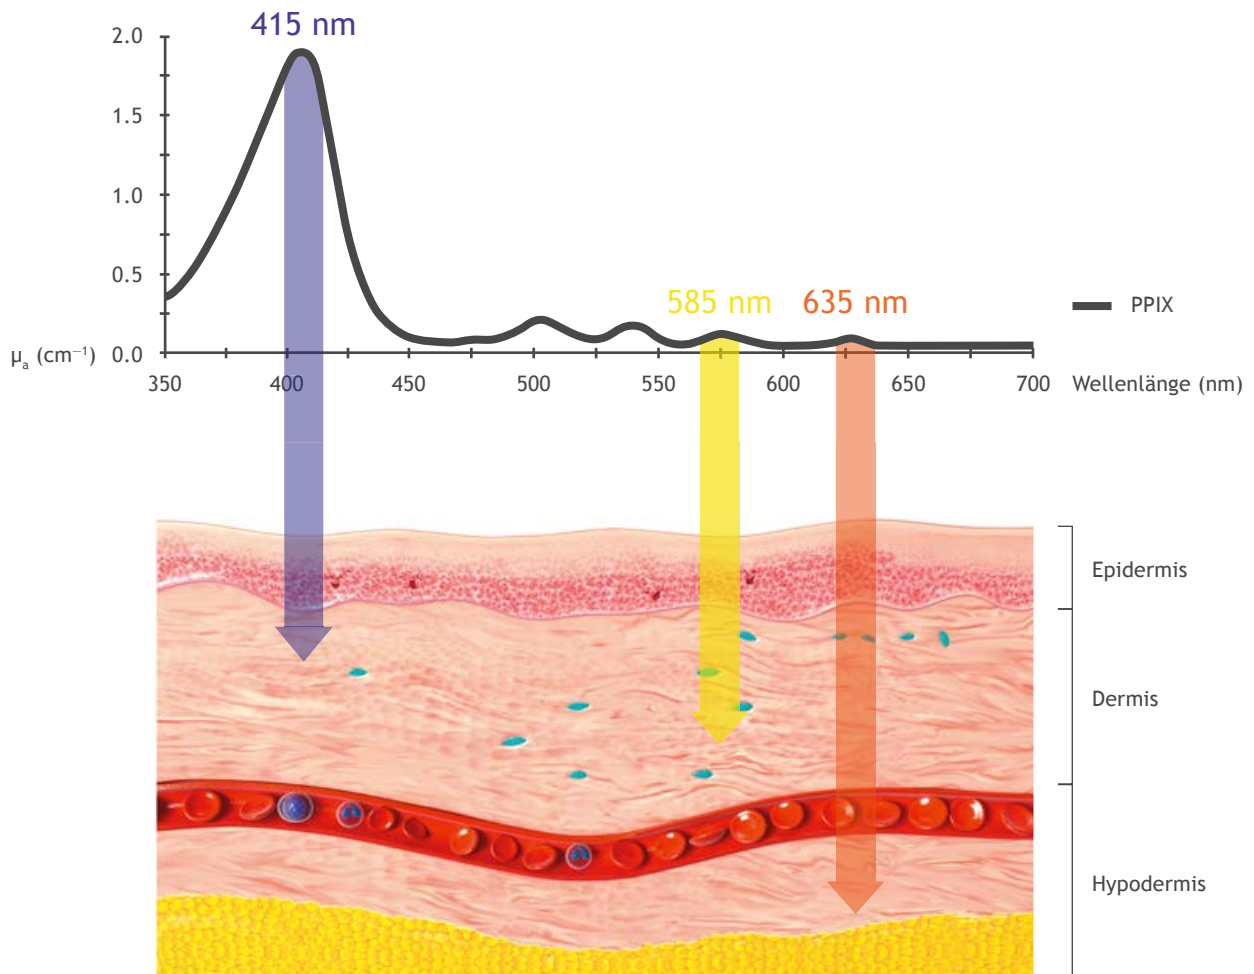 415 nm
2.0
1.5
1.0
0.5
0.0
μₐ (cm⁻¹)
585 nm 635 nm
PPIX
350 400 450 500 550 600 650 700
Wellenlänge (nm)
Epidermis
Dermis
Hypodermis